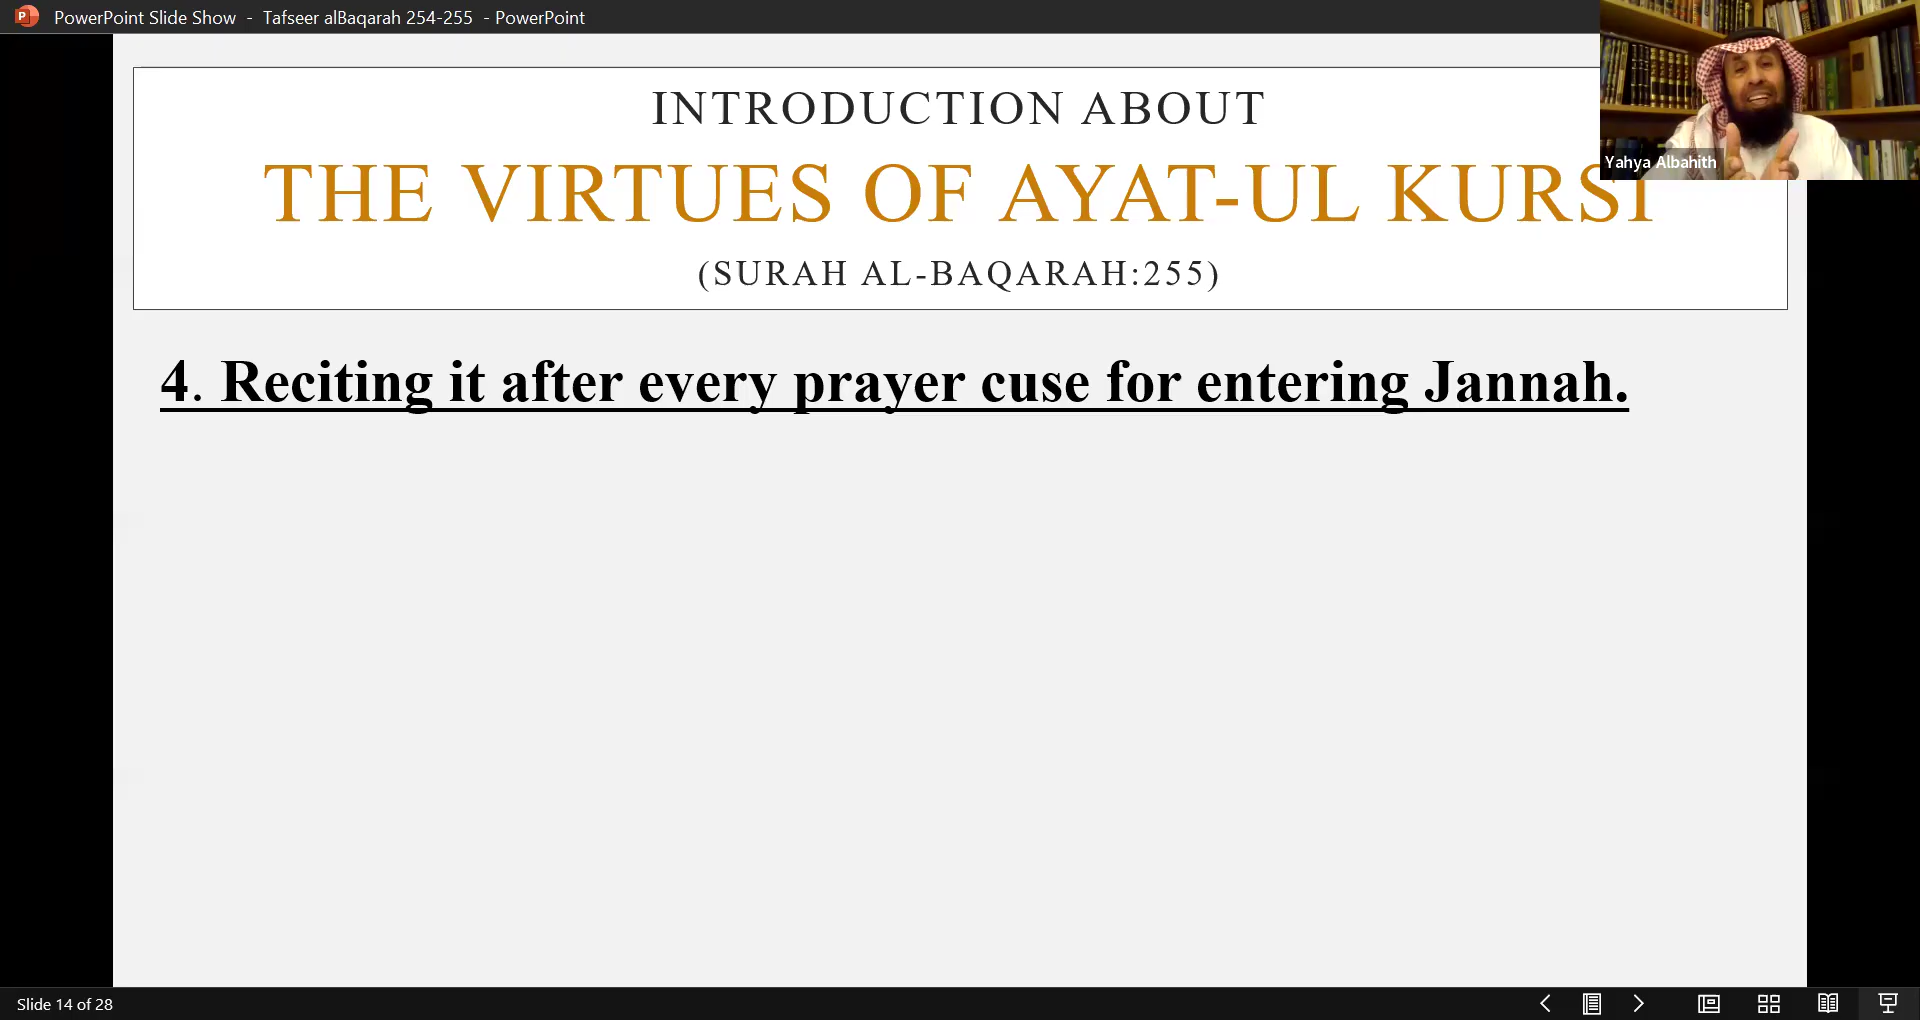 PowerPoint Slide Show - Tafseer alBaqarah 254-255 - PowerPoint
Yahya Albahith
INTRODUCTION ABOUT
THE VIRTUES OF AYAT-UL KURSI
(SURAH AL-BAQARAH:255)
4. Reciting it after every prayer cuse for entering Jannah.
Slide 14 of 28